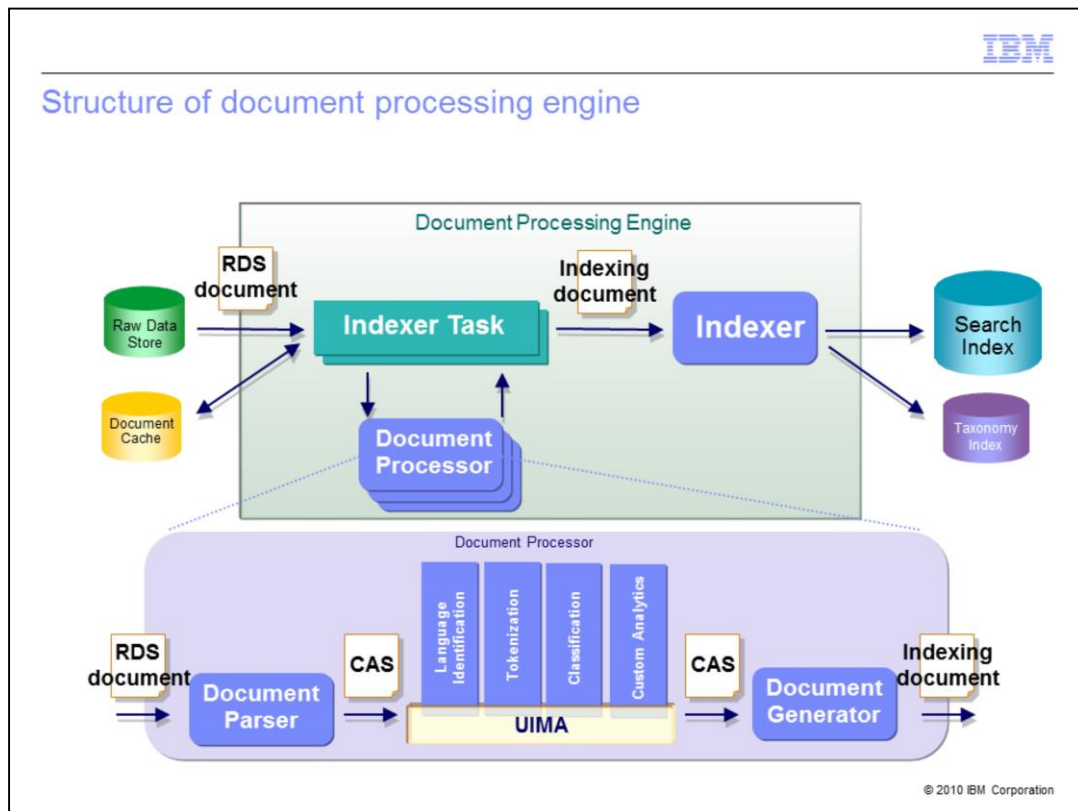 IBM
Structure of document processing engine
Document Processing Engine
RDS
document
Indexing
document
Raw Data
Store
Indexer Task
Indexer
Search
Index
Document
Cache
Document
Processor
Taxonomy
Index
Document Processor
RDS
document
Document
Parser
CAS
Language
Identification
Tokenization
Classification
Custom Analytics
UIMA
CAS
Document
Generator
Indexing
document
© 2010 IBM Corporation